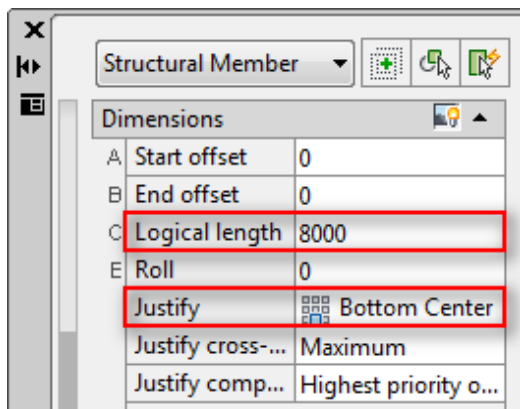 Structural Member
Dimensions
A Start offset 0
B End offset 0
C Logical length 8000
E Roll 0
Justify Bottom Center
Justify cross-... Maximum
Justify comp... Highest priority o...